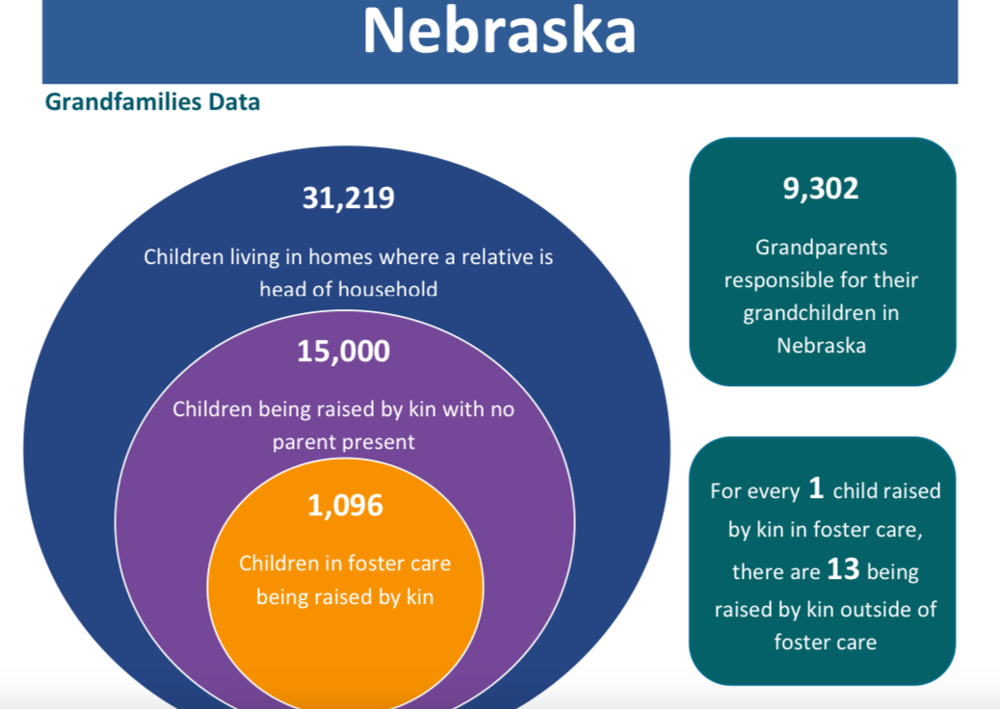 Nebraska
Grandfamilies Data
31,219
Children living in homes where a relative is
head of household
15,000
Children being raised by kin with no
parent present
1,096
Children in foster care
being raised by kin
9,302
Grandparents
responsible for their
grandchildren in
Nebraska
For every 1 child raised
by kin in foster care,
there are 13 being
raised by kin outside of
foster care